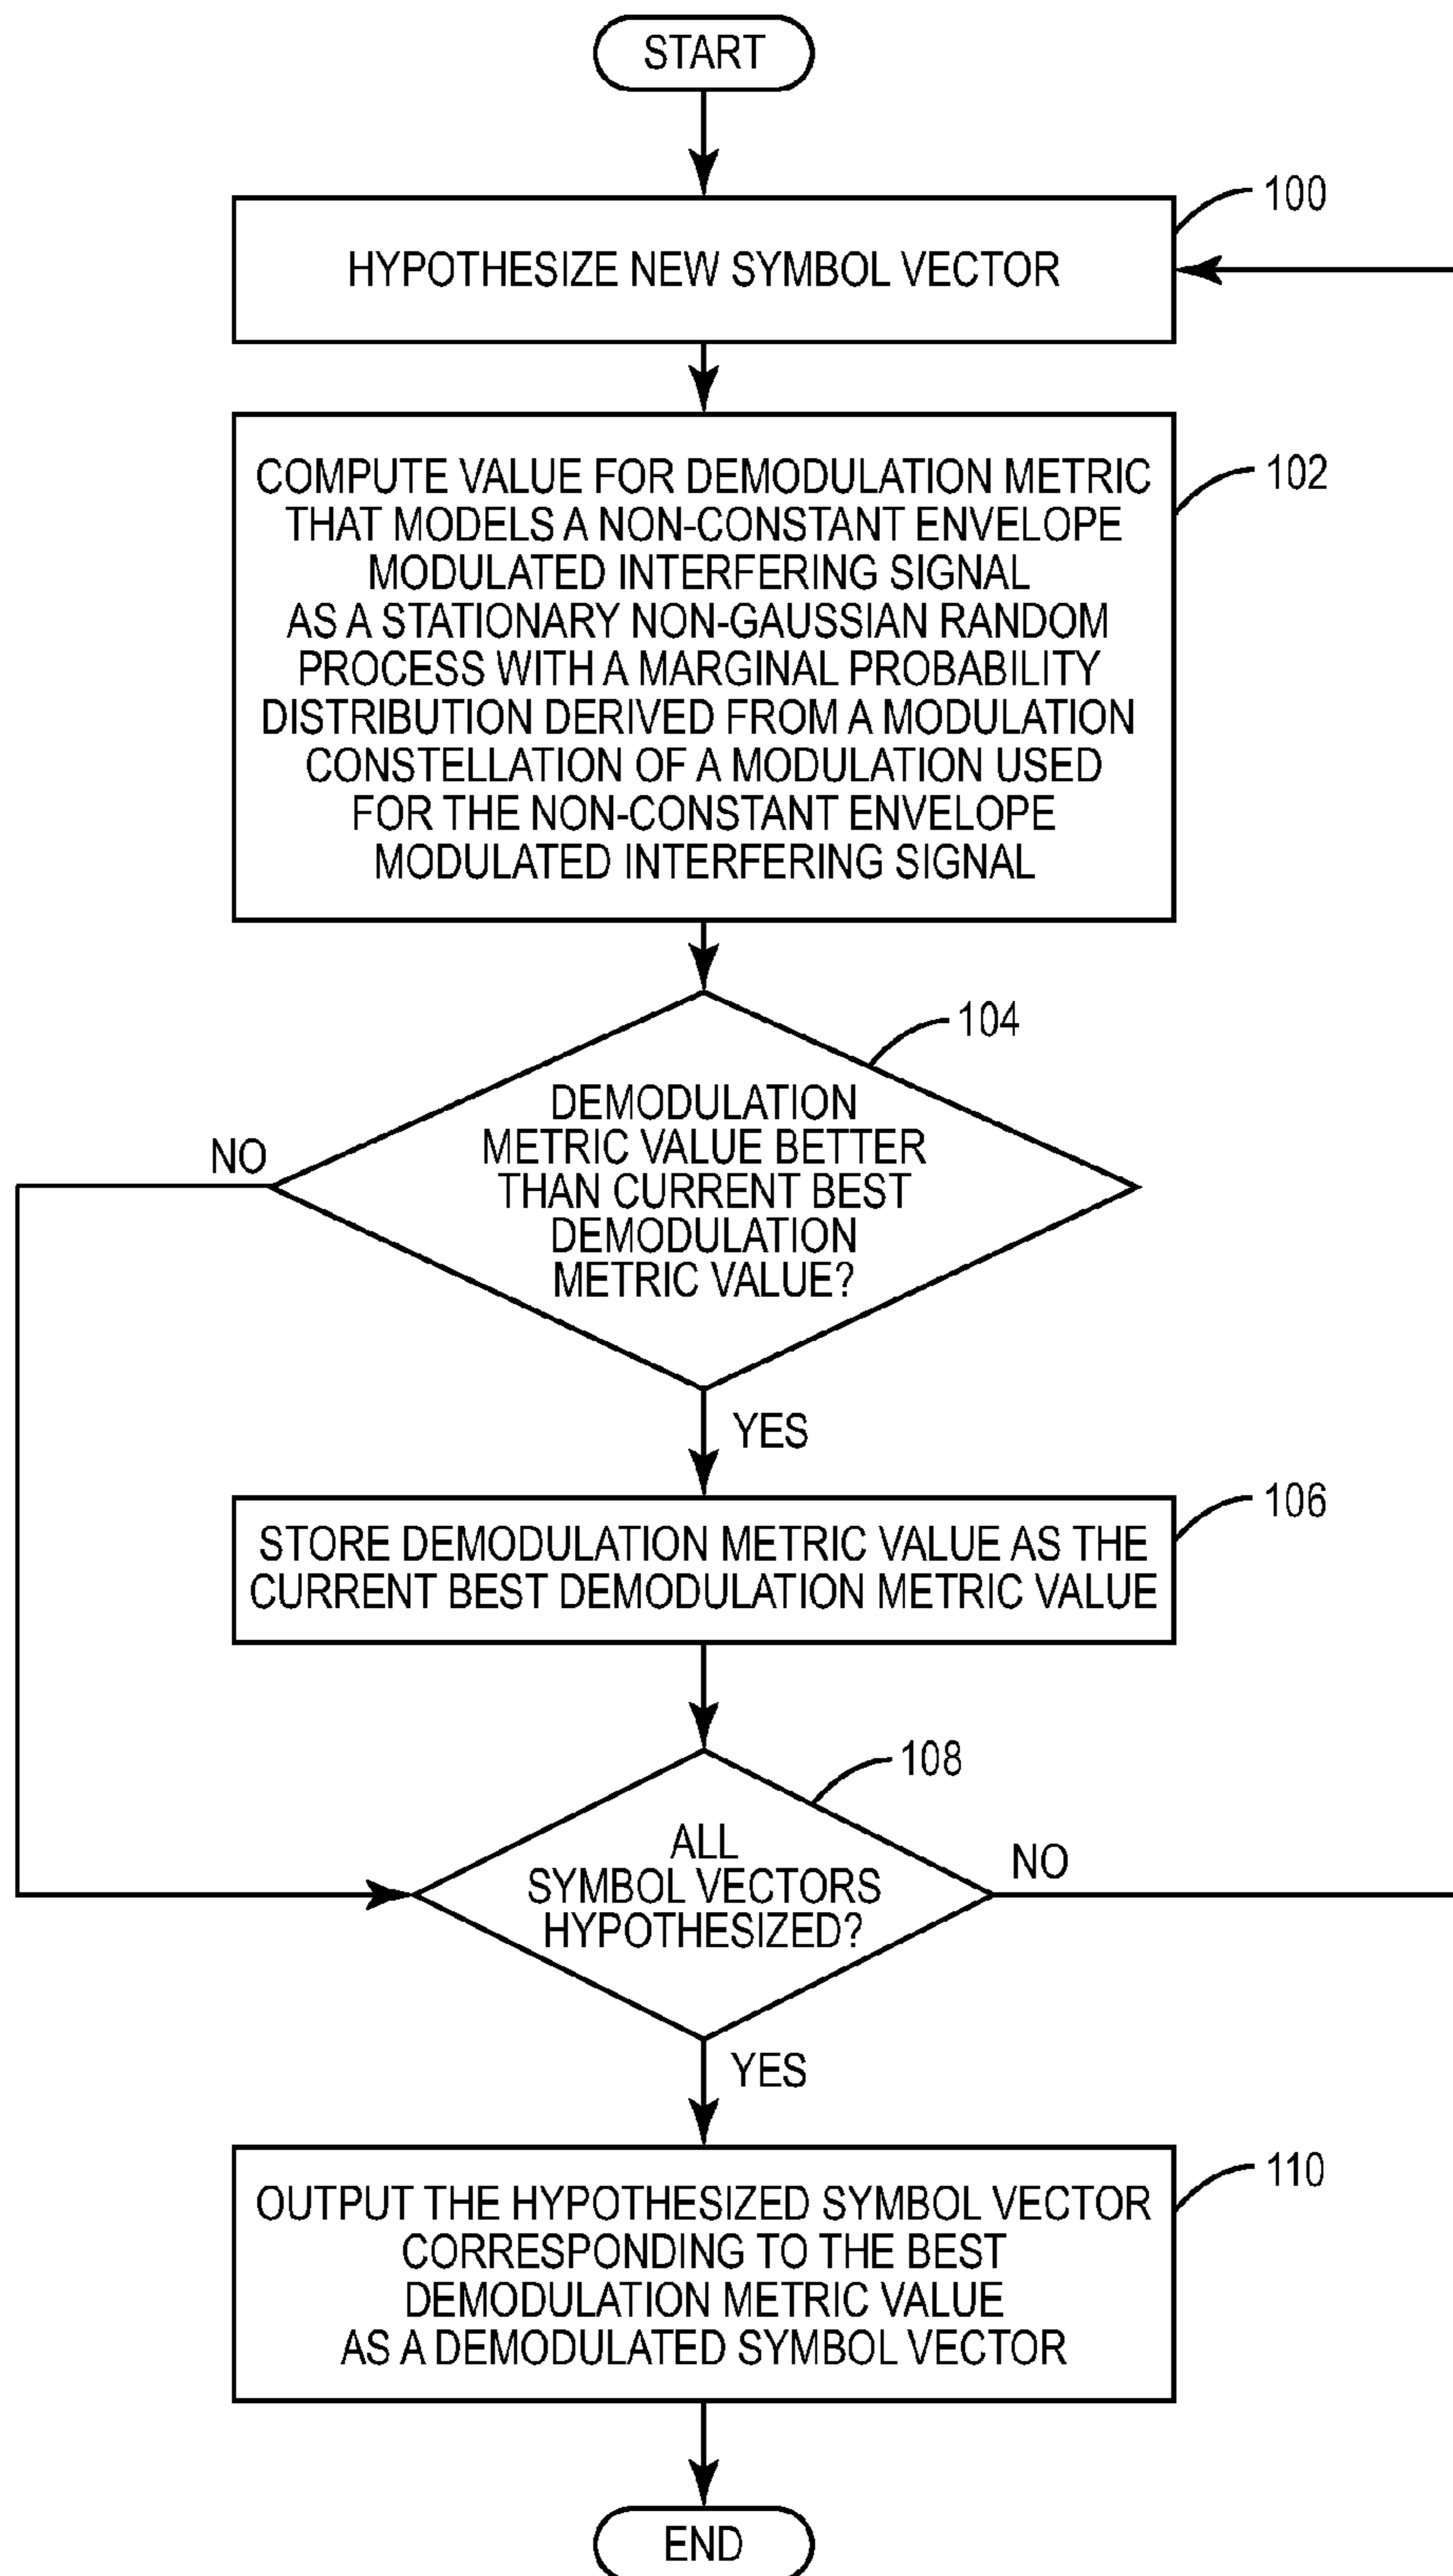 START
100
HYPOTHESIZE NEW SYMBOL VECTOR
102
COMPUTE VALUE FOR DEMODULATION METRIC
THAT MODELS A NON-CONSTANT ENVELOPE
MODULATED INTERFERING SIGNAL
AS A STATIONARY NON-GAUSSIAN RANDOM
PROCESS WITH A MARGINAL PROBABILITY
DISTRIBUTION DERIVED FROM A MODULATION
CONSTELLATION OF A MODULATION USED
FOR THE NON-CONSTANT ENVELOPE
MODULATED INTERFERING SIGNAL
104
DEMODULATION
METRIC VALUE BETTER
THAN CURRENT BEST
DEMODULATION
METRIC VALUE?
NO
YES
106
STORE DEMODULATION METRIC VALUE AS THE
CURRENT BEST DEMODULATION METRIC VALUE
108
ALL
SYMBOL VECTORS
HYPOTHESIZED?
NO
YES
110
OUTPUT THE HYPOTHESIZED SYMBOL VECTOR
CORRESPONDING TO THE BEST
DEMODULATION METRIC VALUE
AS A DEMODULATED SYMBOL VECTOR
END